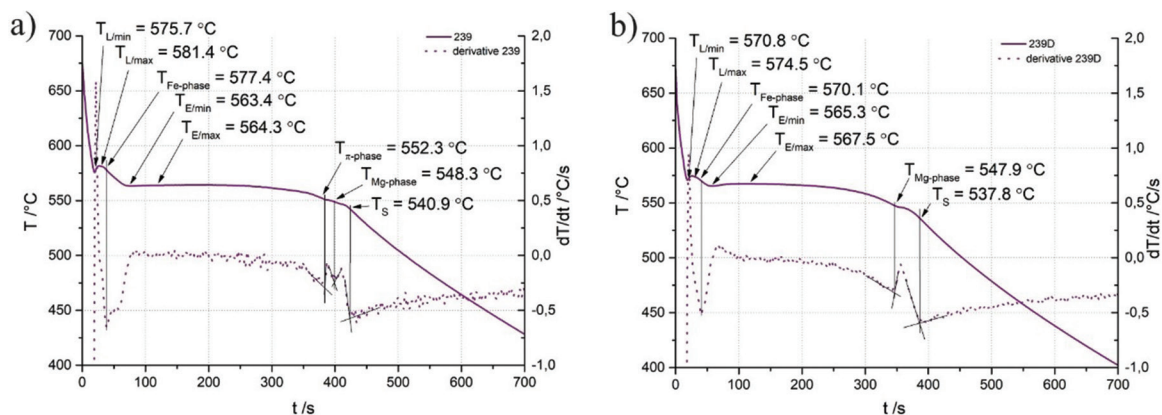 a)
T_L/min = 575.7 °C
T_L/max = 581.4 °C
T_Fe-phase = 577.4 °C
T_E/min = 563.4 °C
T_E/max = 564.3 °C
T_π-phase = 552.3 °C
T_Mg-phase = 548.3 °C
T_S = 540.9 °C
239
derivative 239
700
650
600
550
500
450
400
T /°C
2,0
1,5
1,0
0,5
0,0
-0,5
-1,0
dT/dt /°C/s
0 100 200 300 400 500 600 700
t /s
b)
T_L/min = 570.8 °C
T_L/max = 574.5 °C
T_Fe-phase = 570.1 °C
T_E/min = 565.3 °C
T_E/max = 567.5 °C
T_Mg-phase = 547.9 °C
T_S = 537.8 °C
239D
derivative 239D
700
650
600
550
500
450
400
T /°C
2,0
1,5
1,0
0,5
0,0
-0,5
-1,0
dT/dt /°C/s
0 100 200 300 400 500 600 700
t /s